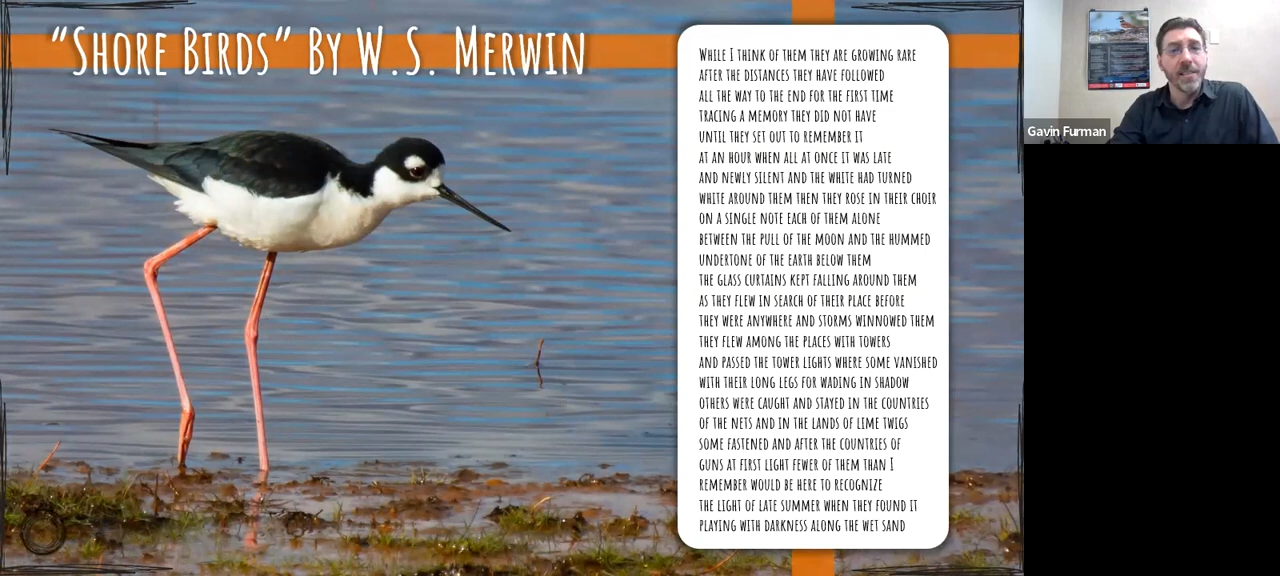 “SHORE BIRDS” BY W.S. MERWIN
WHILE I THINK OF THEM THEY ARE GROWING RARE
AFTER THE DISTANCES THEY HAVE FOLLOWED
ALL THE WAY TO THE END FOR THE FIRST TIME
TRACING A MEMORY THEY DID NOT HAVE
UNTIL THEY SET OUT TO REMEMBER IT
AT AN HOUR WHEN ALL AT ONCE IT WAS LATE
AND NEWLY SILENT AND THE WHITE HAD TURNED
WHITE AROUND THEM THEN THEY ROSE IN THEIR CHOIR
ON A SINGLE NOTE EACH OF THEM ALONE
BETWEEN THE PULL OF THE MOON AND THE HUMMED
UNDERTONE OF THE EARTH BELOW THEM
THE GLASS CURTAINS KEPT FALLING AROUND THEM
AS THEY FLEW IN SEARCH OF THEIR PLACE BEFORE
THEY WERE ANYWHERE AND STORMS WINNOWED THEM
THEY FLEW AMONG THE PLACES WITH TOWERS
AND PASSED THE TOWER LIGHTS WHERE SOME VANISHED
WITH THEIR LONG LEGS FOR WADING IN SHADOW
OTHERS WERE CAUGHT AND STAYED IN THE COUNTRIES
OF THE NETS AND IN THE LANDS OF LIME TWIGS
SOME FASTENED AND AFTER THE COUNTRIES OF
GUNS AT FIRST LIGHT FEWER OF THEM THAN I
REMEMBER WOULD BE HERE TO RECOGNIZE
THE LIGHT OF LATE SUMMER WHEN THEY FOUND IT
PLAYING WITH DARKNESS ALONG THE WET SAND
Gavin Furman